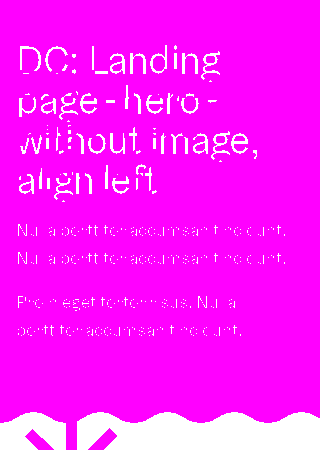 DC: Landing
page - hero -
without image,
align left
Nulla porttitor accumsan tincidunt.
Nulla porttitor accumsan tincidunt.
Proin eget tortor risus. Nulla
porttitor accumsan tincidunt.